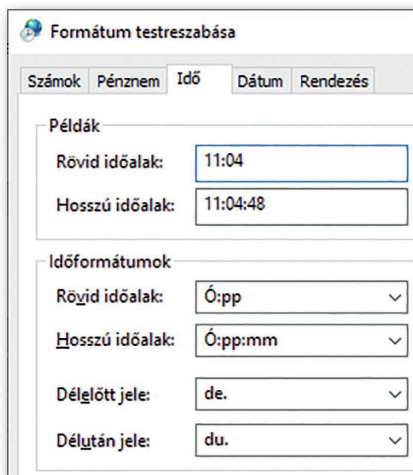 Formátum testreszabása
Számok Pénznem Idő Dátum Rendezés
Példák
Rövid időalak: 11:04
Hosszú időalak: 11:04:48
Időformátumok
Rövid időalak: Ó:pp
Hosszú időalak: Ó:pp:mm
Délelőtt jele: de.
Délután jele: du.